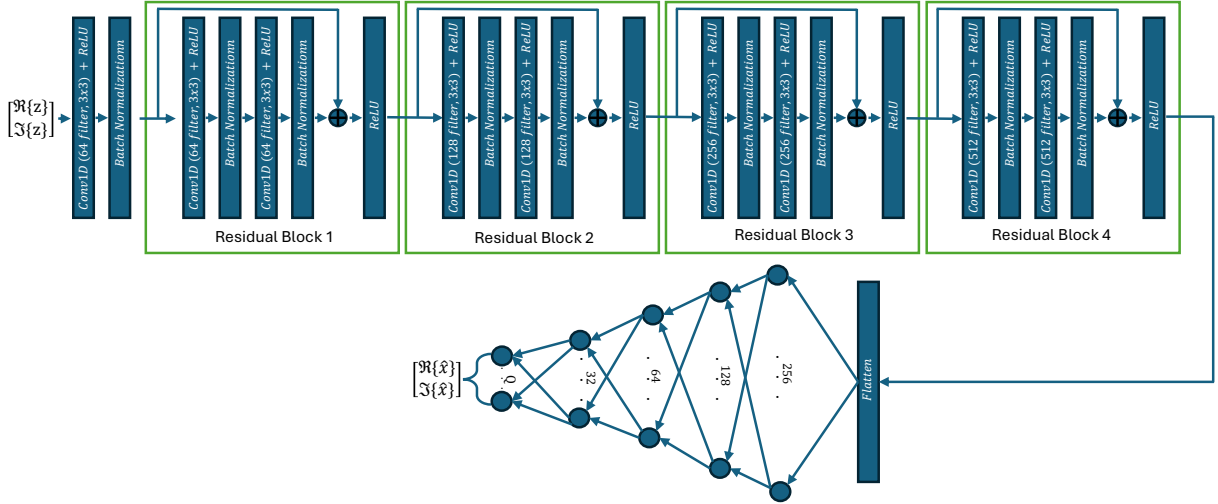 ℜ{z}
ℑ{z}
Conv1D (64 filter, 3x3) + ReLU
Batch Normalizationn
Conv1D (64 filter, 3x3) + ReLU
Batch Normalizationn
Conv1D (64 filter, 3x3) + ReLU
Batch Normalizationn
ReLU
Residual Block 1
Conv1D (128 filter, 3x3) + ReLU
Batch Normalizationn
Conv1D (128 filter, 3x3) + ReLU
Batch Normalizationn
ReLU
Residual Block 2
Conv1D (256 filter, 3x3) + ReLU
Batch Normalizationn
Conv1D (256 filter, 3x3) + ReLU
Batch Normalizationn
ReLU
Residual Block 3
Conv1D (512 filter, 3x3) + ReLU
Batch Normalizationn
Conv1D (512 filter, 3x3) + ReLU
Batch Normalizationn
ReLU
Residual Block 4
Flatten
256
128
64
32
Q
ℜ{x̂}
ℑ{x̂}